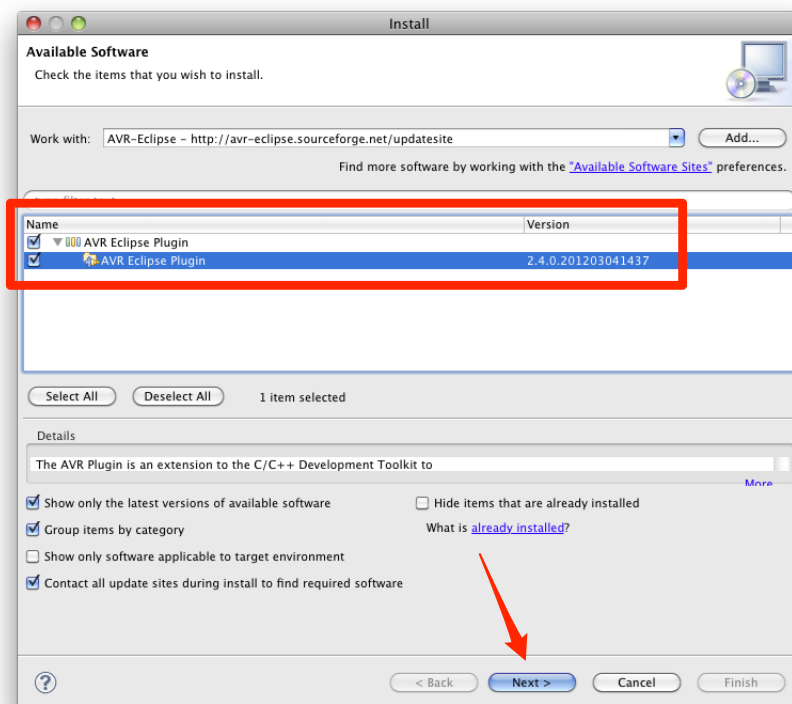 Install
Available Software
Check the items that you wish to install.
Work with: AVR-Eclipse – http://avr-eclipse.sourceforge.net/updatesite Add...
Find more software by working with the "Available Software Sites" preferences.
Name Version
AVR Eclipse Plugin
AVR Eclipse Plugin 2.4.0.201203041437
Select All Deselect All 1 item selected
Details
The AVR Plugin is an extension to the C/C++ Development Toolkit to
More
Show only the latest versions of available software Hide items that are already installed
Group items by category What is already installed?
Show only software applicable to target environment
Contact all update sites during install to find required software
? < Back Next > Cancel Finish